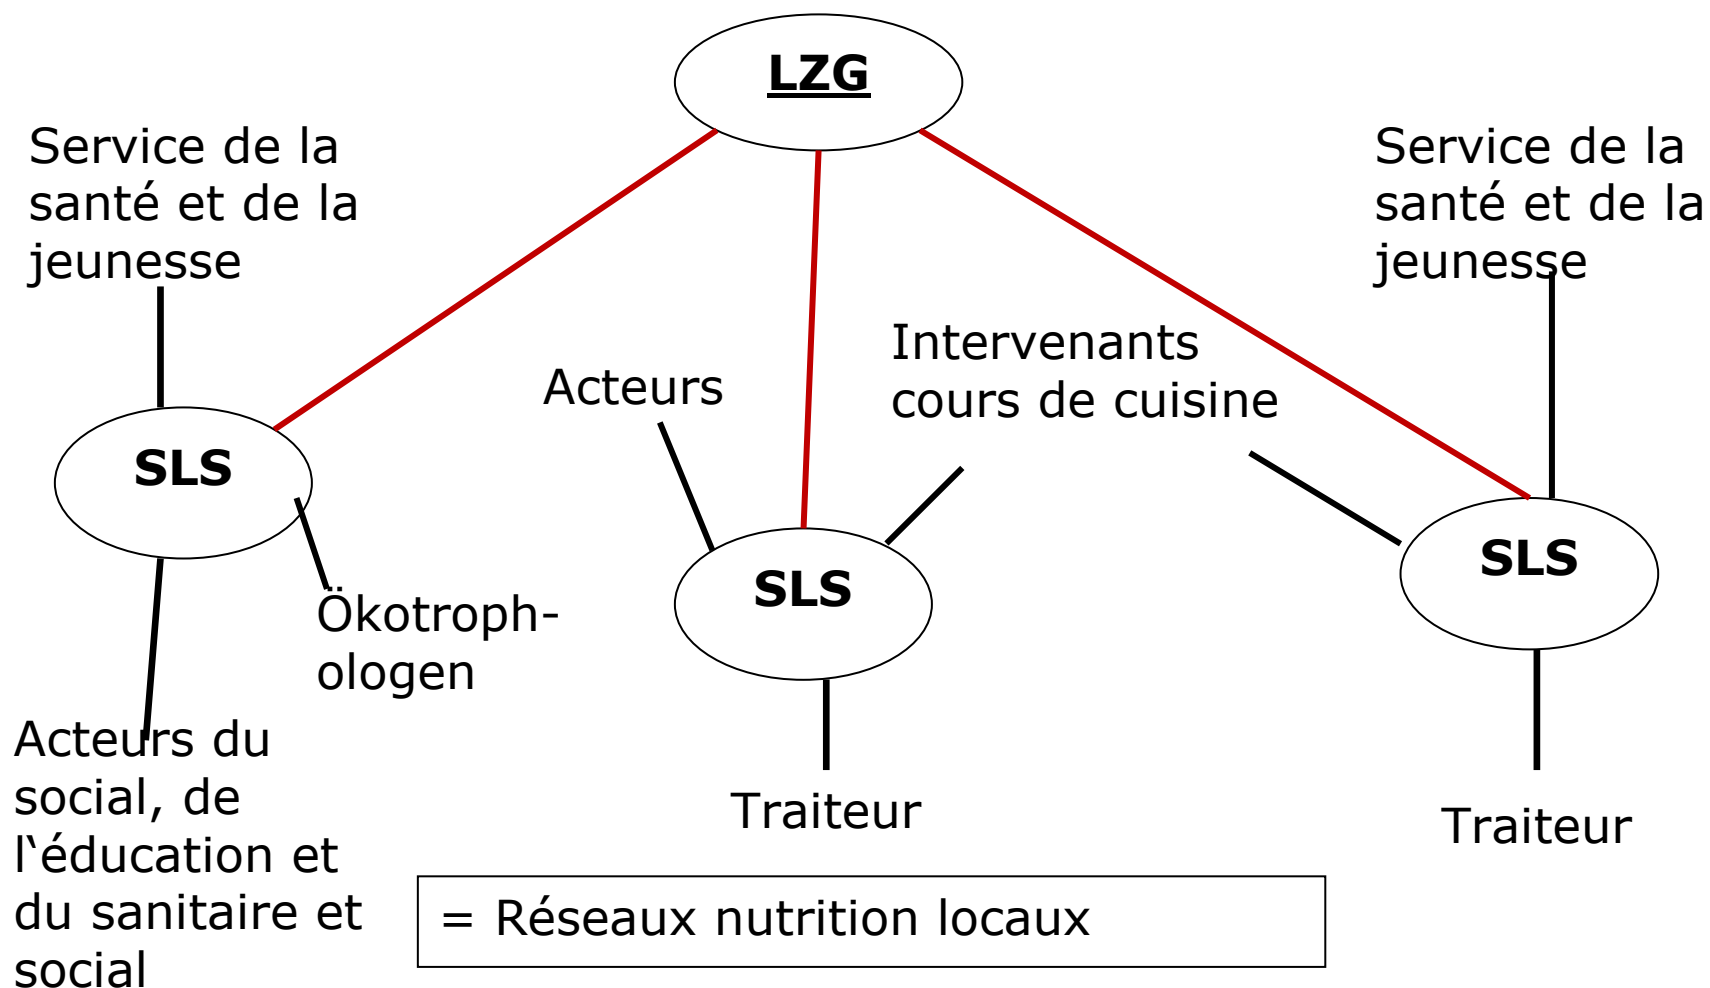 LZG
Service de la
santé et de la
jeunesse
Service de la
santé et de la
jeunesse
Intervenants
cours de cuisine
Acteurs
SLS
SLS
SLS
Ökotroph-
ologen
Acteurs du
social, de
l‘éducation et
du sanitaire et
social
Traiteur
Traiteur
= Réseaux nutrition locaux